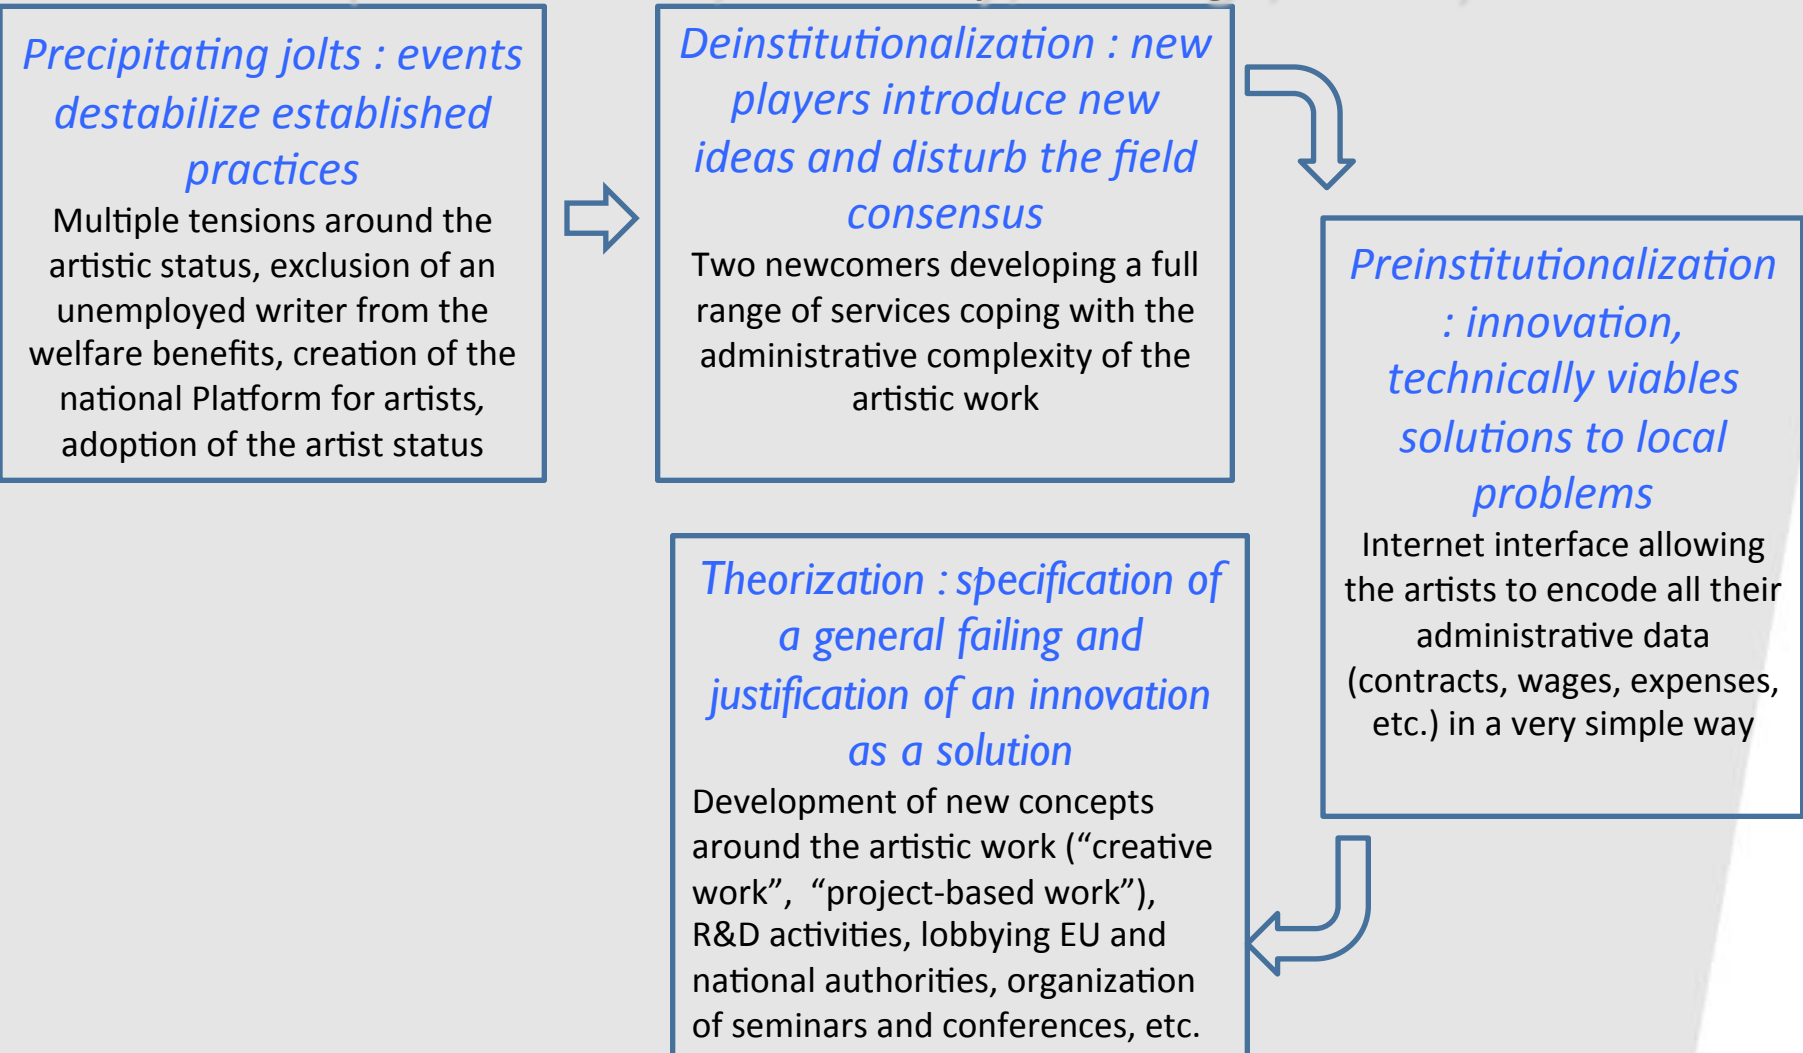 Precipitating jolts : events
destabilize established
practices
Multiple tensions around the
artistic status, exclusion of an
unemployed writer from the
welfare benefits, creation of the
national Platform for artists,
adoption of the artist status
Deinstitutionalization : new
players introduce new
ideas and disturb the field
consensus
Two newcomers developing a full
range of services coping with the
administrative complexity of the
artistic work
Preinstitutionalization
: innovation,
technically viables
solutions to local
problems
Internet interface allowing
the artists to encode all their
administrative data
(contracts, wages, expenses,
etc.) in a very simple way
Theorization : specification of
a general failing and
justification of an innovation
as a solution
Development of new concepts
around the artistic work (“creative
work”, “project-based work”),
R&D activities, lobbying EU and
national authorities, organization
of seminars and conferences, etc.